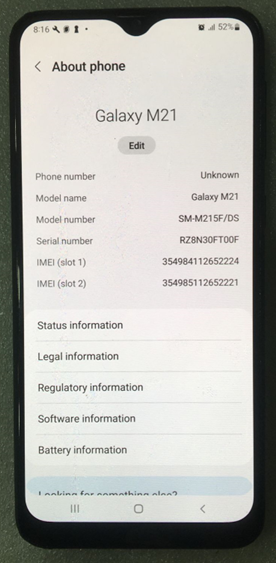 8:16
52%
About phone
Galaxy M21
Edit
Phone number Unknown
Model name Galaxy M21
Model number SM-M215F/DS
Serial number RZ8N30FT00F
IMEI (slot 1) 354984112652224
IMEI (slot 2) 354985112652221
Status information
Legal information
Regulatory information
Software information
Battery information
Looking for something else?